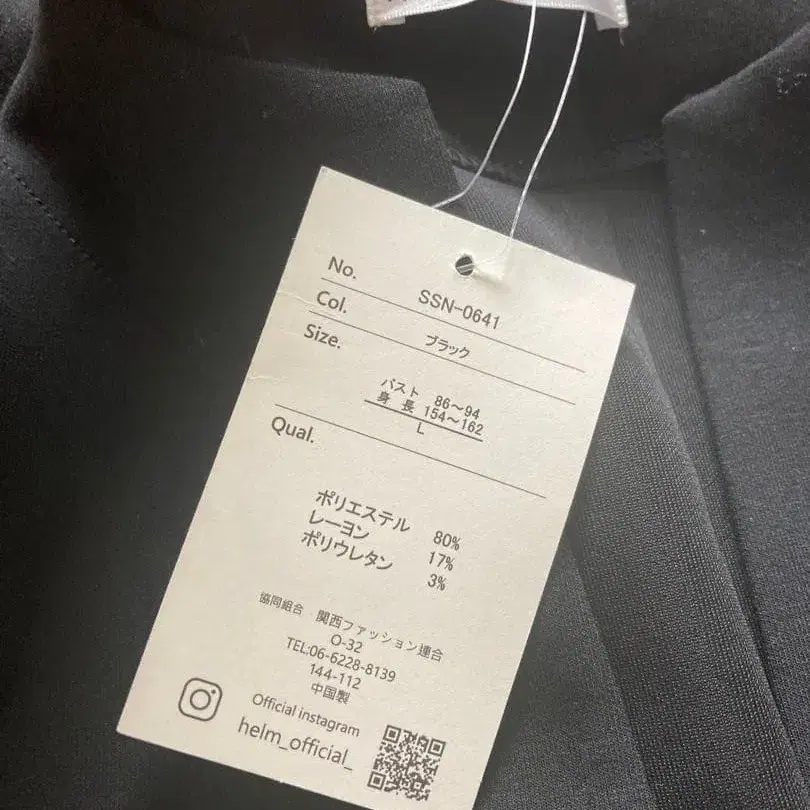 No. SSN-0641
Col. ブラック
Size.
バスト 86～94
身 長 154～162
L
Qual.
ポリエステル 80%
レーヨン 17%
ポリウレタン 3%
協同組合 関西ファッション連合
O-32
TEL:06-6228-8139
144-112
中国製
Official instagram
helm_official_